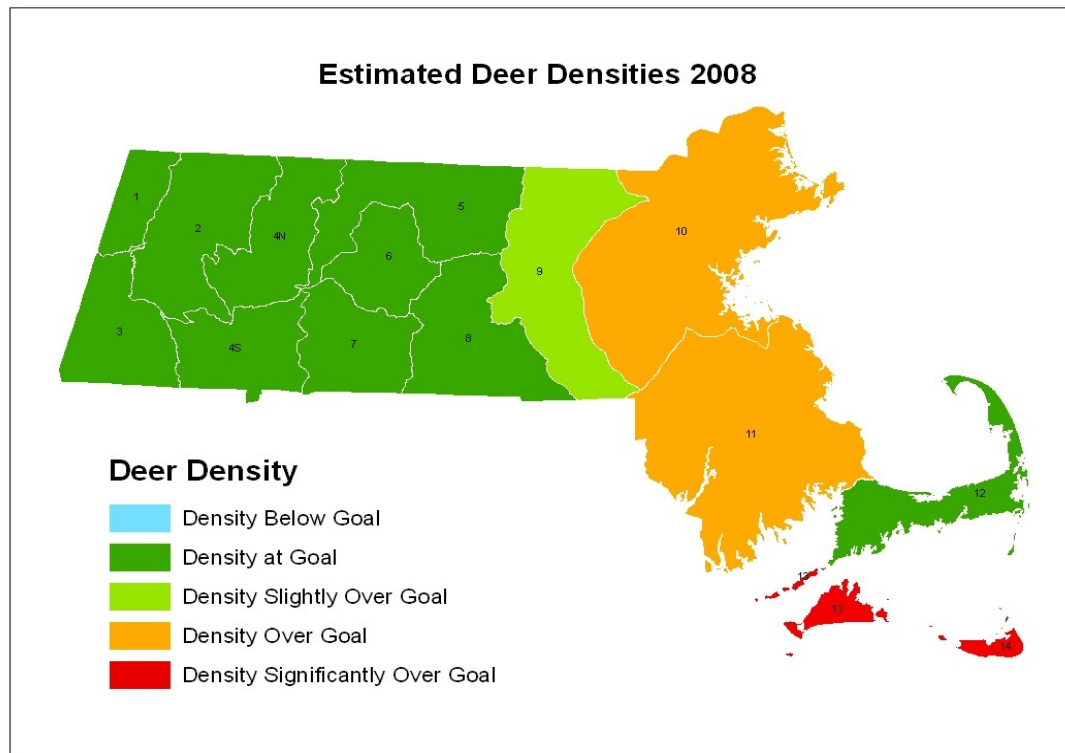 Estimated Deer Densities 2008
1
2
4N
5
6
9
10
3
4S
7
8
11
12
13
13
14
Deer Density
Density Below Goal
Density at Goal
Density Slightly Over Goal
Density Over Goal
Density Significantly Over Goal